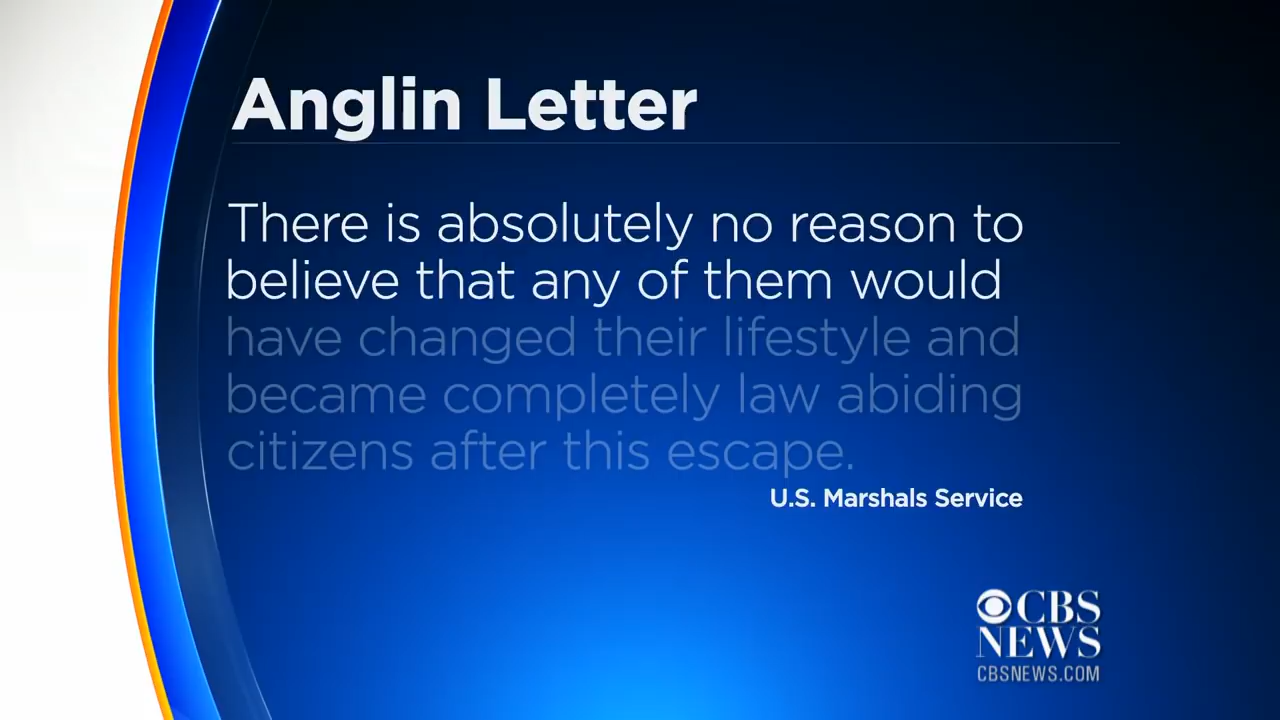 Anglin Letter
There is absolutely no reason to
believe that any of them would
have changed their lifestyle and
became completely law abiding
citizens after this escape.
U.S. Marshals Service
CBS
NEWS
CBSNEWS.COM